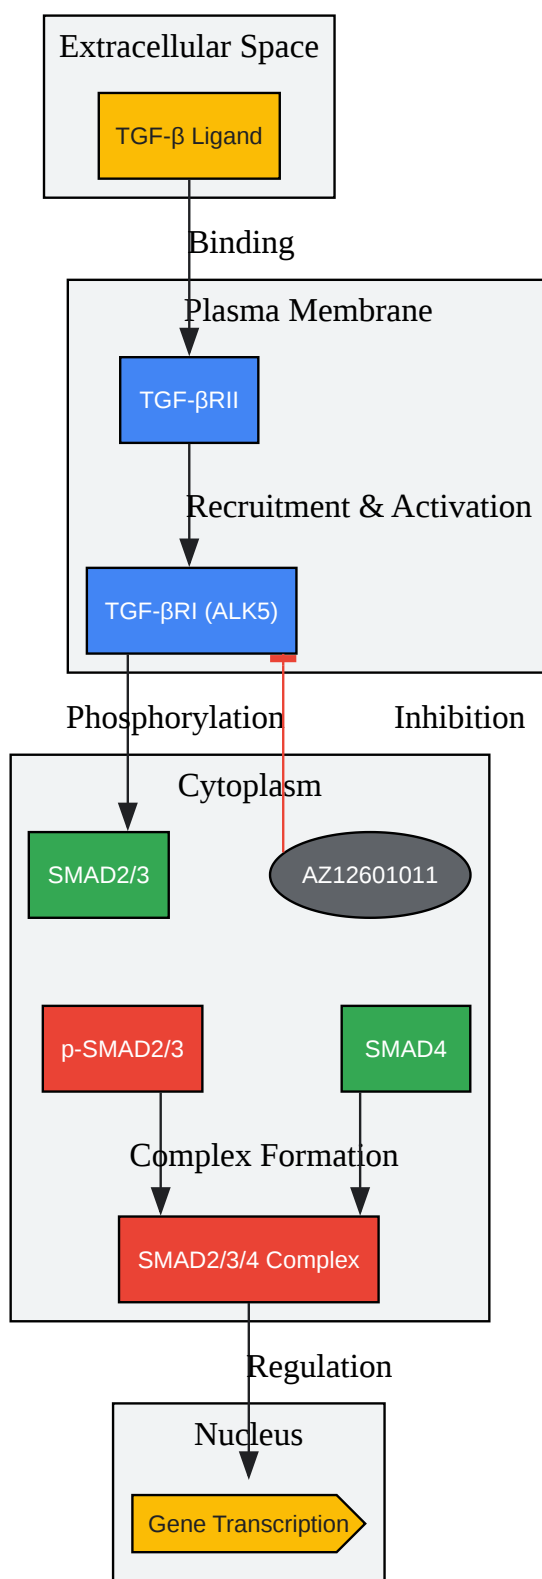 Extracellular Space
TGF-β Ligand
Binding
Plasma Membrane
TGF-βRII
Recruitment & Activation
TGF-βRI (ALK5)
Phosphorylation
Inhibition
Cytoplasm
SMAD2/3
AZ12601011
p-SMAD2/3
SMAD4
Complex Formation
SMAD2/3/4 Complex
Regulation
Nucleus
Gene Transcription